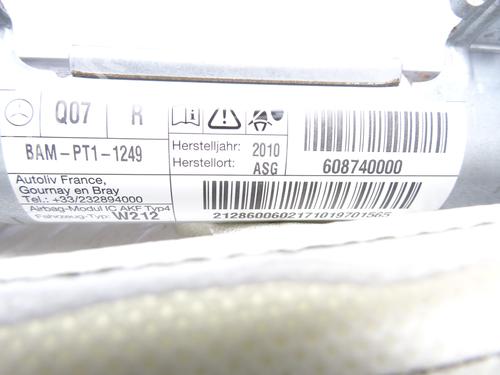 Q07 R
BAM-PT1-1249
Herstelljahr: 2010
Herstellort: ASG
608740000
Autoliv France,
Gournay en Bray
Tel.: +33/232894000
Airbag-Modul IC AKF Typ4
Fahrzeug-Typ: W212
2128600602171019701565